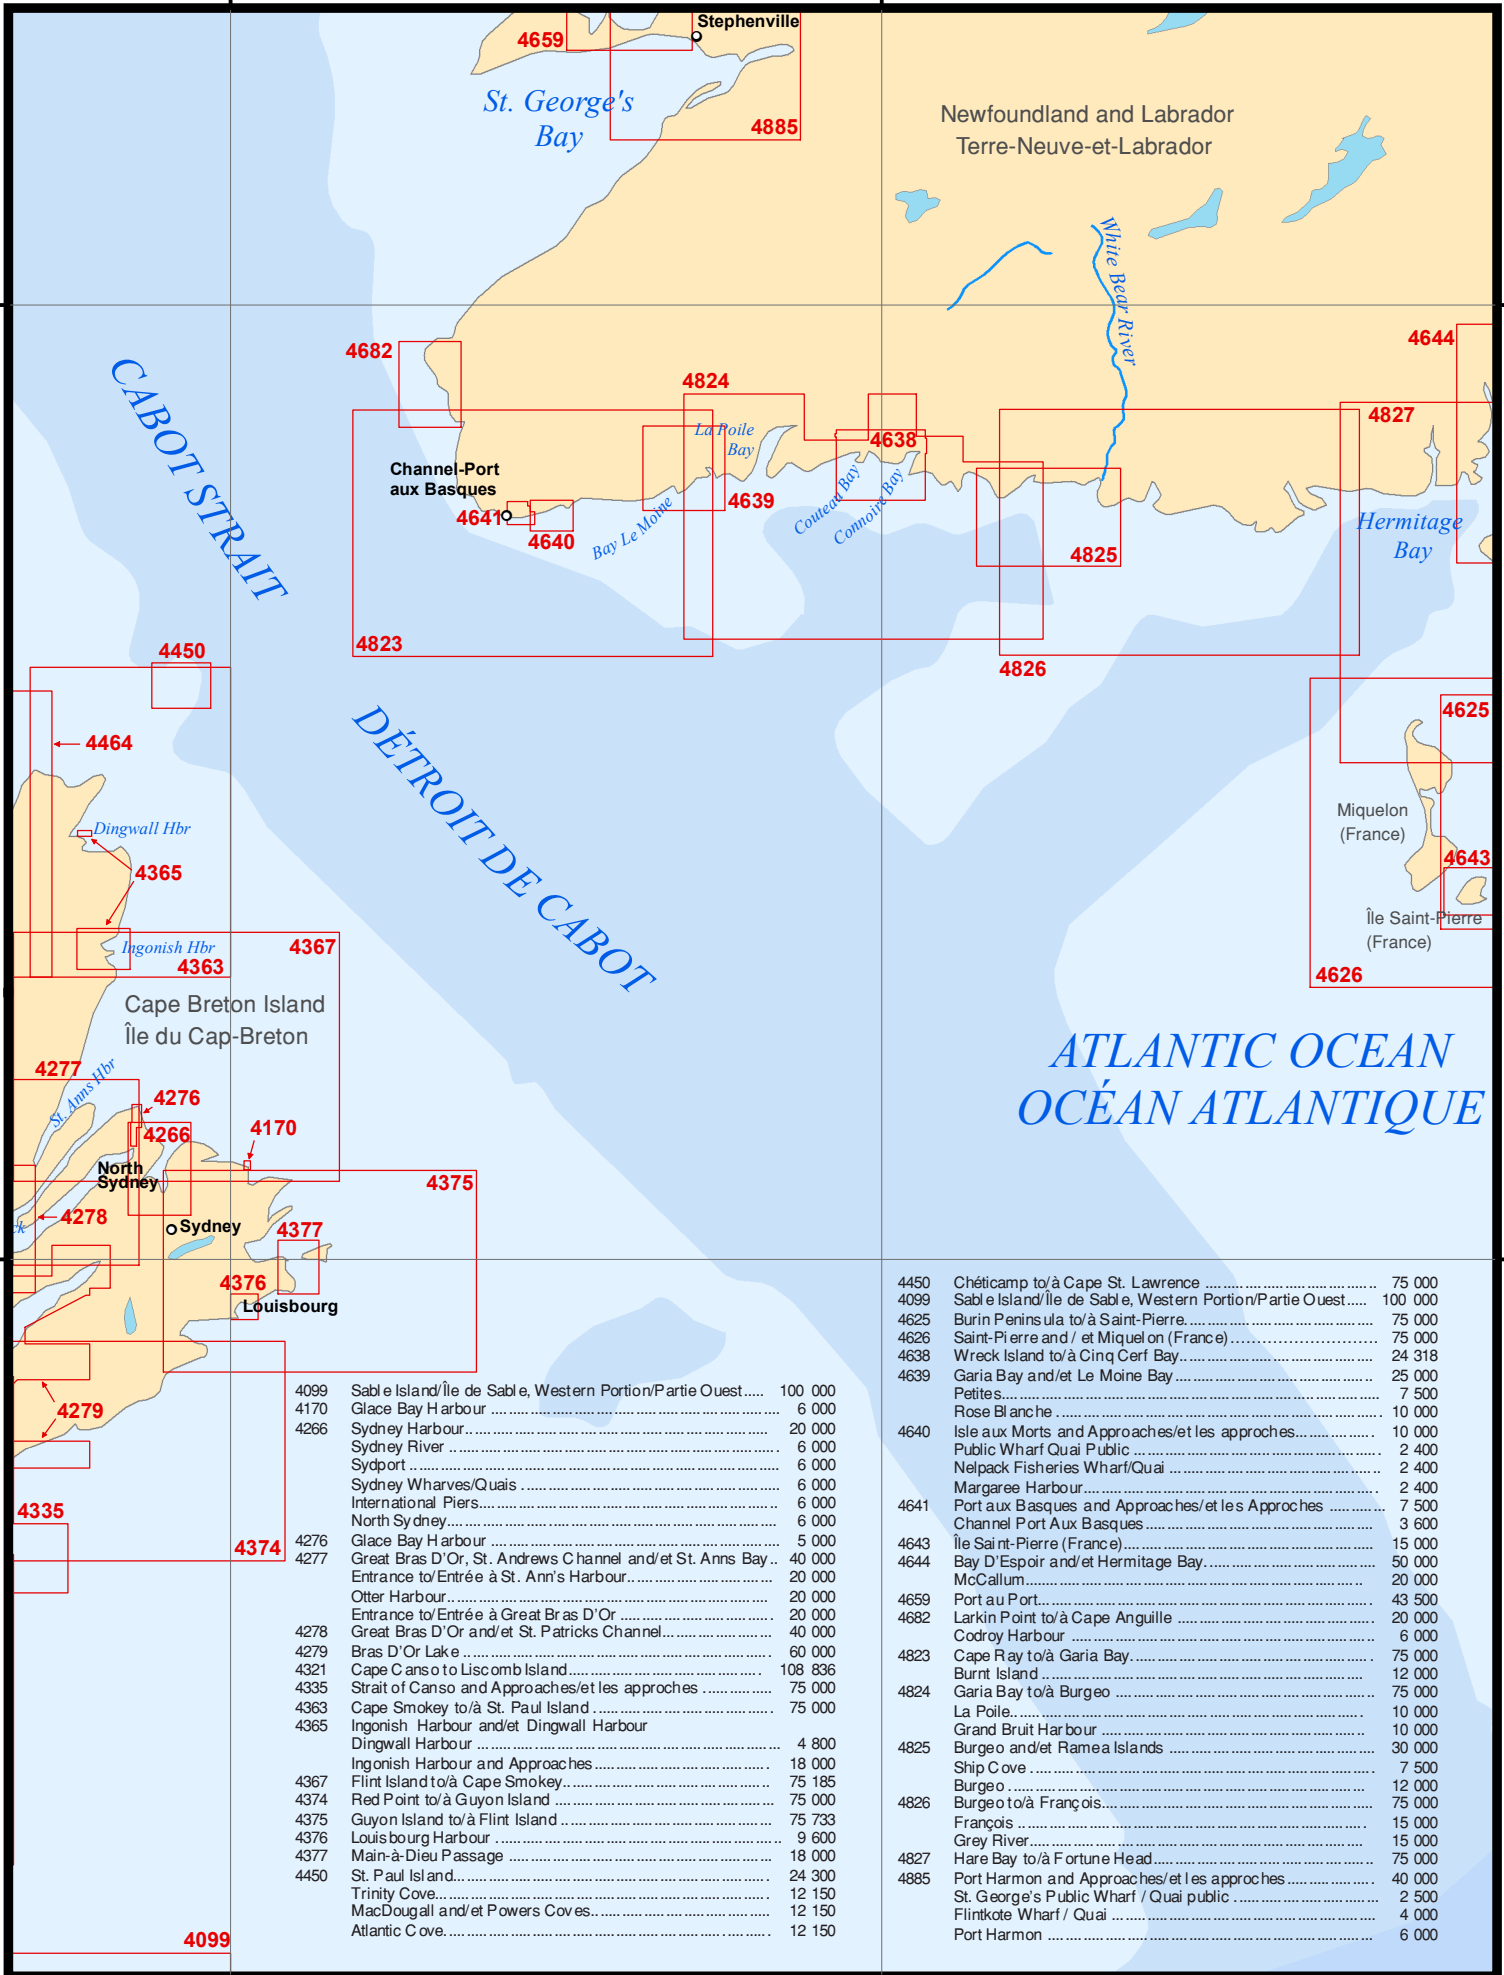 Stephenville
4659
St. George's
Bay
4885
Newfoundland and Labrador
Terre-Neuve-et-Labrador
White Bear River
4682
4644
CABOT STRAIT
4824
4827
La Poile
Bay
4638
Channel-Port
aux Basques
4641
4640
Bay Le Moine
4639
Couteau Bay
Connoire Bay
4825
Hermitage
Bay
4823
4826
4450
4464
DÉTROIT DE CABOT
4625
Dingwall Hbr
4365
Miquelon
(France)
4643
Île Saint-Pierre
(France)
4626
Ingonish Hbr
4367
4363
Cape Breton Island
Île du Cap-Breton
ATLANTIC OCEAN
OCÉAN ATLANTIQUE
4277
St. Anns Hbr
4276
4266
4170
North
Sydney
4375
ck
4278
Sydney
4377
4376
Louisbourg
4279
4335
4374
4099
4099 Sable Island/Île de Sable, Western Portion/Partie Ouest..... 100 000
4170 Glace Bay Harbour ..... 6 000
4266 Sydney Harbour..... 20 000
Sydney River ..... 6 000
Sydport ..... 6 000
Sydney Wharves/Quais ..... 6 000
International Piers..... 6 000
North Sydney..... 6 000
4276 Glace Bay Harbour ..... 5 000
4277 Great Bras D'Or, St. Andrews Channel and/et St. Anns Bay.. 40 000
Entrance to/Entrée à St. Ann's Harbour..... 20 000
Otter Harbour..... 20 000
Entrance to/Entrée à Great Bras D'Or ..... 20 000
4278 Great Bras D'Or and/et St. Patricks Channel..... 40 000
4279 Bras D'Or Lake ..... 60 000
4321 Cape Canso to Liscomb Island..... 108 836
4335 Strait of Canso and Approaches/et les approches ..... 75 000
4363 Cape Smokey to/à St. Paul Island ..... 75 000
4365 Ingonish Harbour and/et Dingwall Harbour
Dingwall Harbour ..... 4 800
Ingonish Harbour and Approaches..... 18 000
4367 Flint Island to/à Cape Smokey..... 75 185
4374 Red Point to/à Guyon Island ..... 75 000
4375 Guyon Island to/à Flint Island ..... 75 733
4376 Louisbourg Harbour ..... 9 600
4377 Main-à-Dieu Passage ..... 18 000
4450 St. Paul Island..... 24 300
Trinity Cove..... 12 150
MacDougall and/et Powers Coves..... 12 150
Atlantic Cove..... 12 150
4450 Chéticamp to/à Cape St. Lawrence ..... 75 000
4099 Sable Island/Île de Sable, Western Portion/Partie Ouest..... 100 000
4625 Burin Peninsula to/à Saint-Pierre..... 75 000
4626 Saint-Pierre and / et Miquelon (France)..... 75 000
4638 Wreck Island to/à Cinq Cerf Bay..... 24 318
4639 Garia Bay and/et Le Moine Bay..... 25 000
Petites..... 7 500
Rose Blanche ..... 10 000
4640 Isle aux Morts and Approaches/et les approches..... 10 000
Public Wharf Quai Public ..... 2 400
Nelpack Fisheries Wharf/Quai ..... 2 400
Margaree Harbour..... 2 400
4641 Port aux Basques and Approaches/et les Approches ..... 7 500
Channel Port Aux Basques..... 3 600
4643 Île Saint-Pierre (France)..... 15 000
4644 Bay D'Espoir and/et Hermitage Bay..... 50 000
McCallum..... 20 000
4659 Port au Port..... 43 500
4682 Larkin Point to/à Cape Anguille ..... 20 000
Codroy Harbour ..... 6 000
4823 Cape Ray to/à Garia Bay..... 75 000
Burnt Island ..... 12 000
4824 Garia Bay to/à Burgeo ..... 75 000
La Poile..... 10 000
Grand Bruit Harbour ..... 10 000
4825 Burgeo and/et Ramea Islands ..... 30 000
Ship Cove ..... 7 500
Burgeo ..... 12 000
4826 Burgeo to/à François..... 75 000
François ..... 15 000
Grey River..... 15 000
4827 Hare Bay to/à Fortune Head..... 75 000
4885 Port Harmon and Approaches/et les approches..... 40 000
St. George's Public Wharf / Quai public ..... 2 500
Flintkote Wharf / Quai ..... 4 000
Port Harmon ..... 6 000